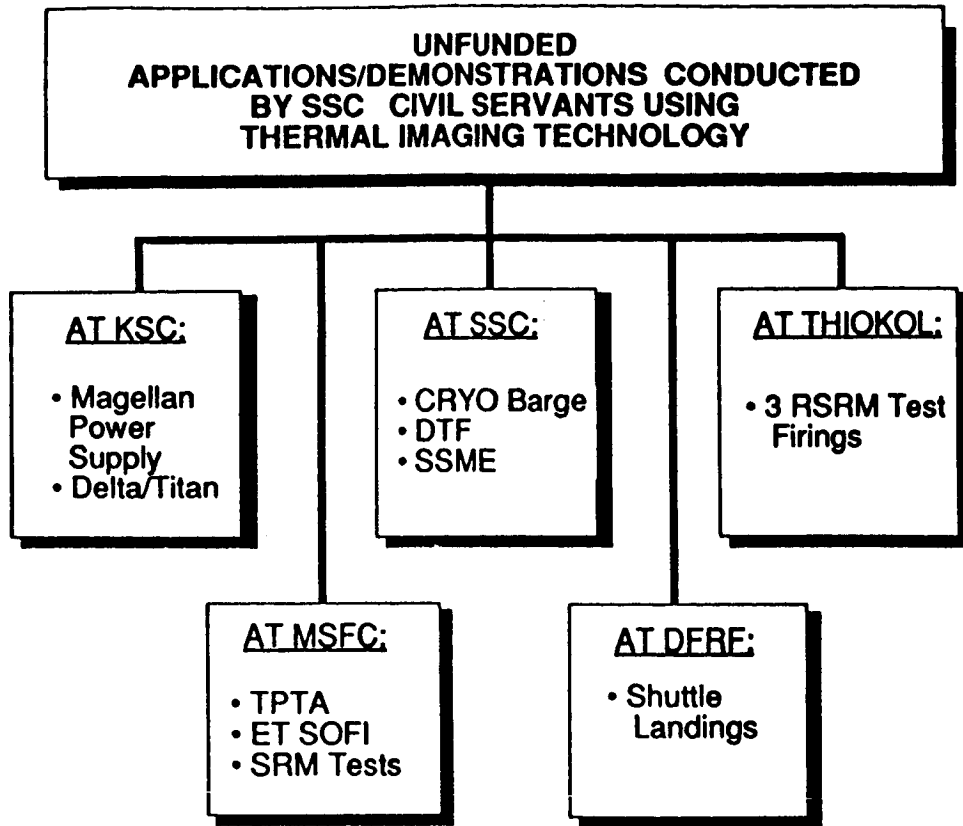 UNFUNDED
APPLICATIONS/DEMONSTRATIONS CONDUCTED
BY SSC CIVIL SERVANTS USING
THERMAL IMAGING TECHNOLOGY
AT KSC:
• Magellan
Power
Supply
• Delta/Titan
AT SSC:
• CRYO Barge
• DTF
• SSME
AT THIOKOL:
• 3 RSRM Test
Firings
AT MSFC:
• TPTA
• ET SOFI
• SRM Tests
AT DFRF:
• Shuttle
Landings